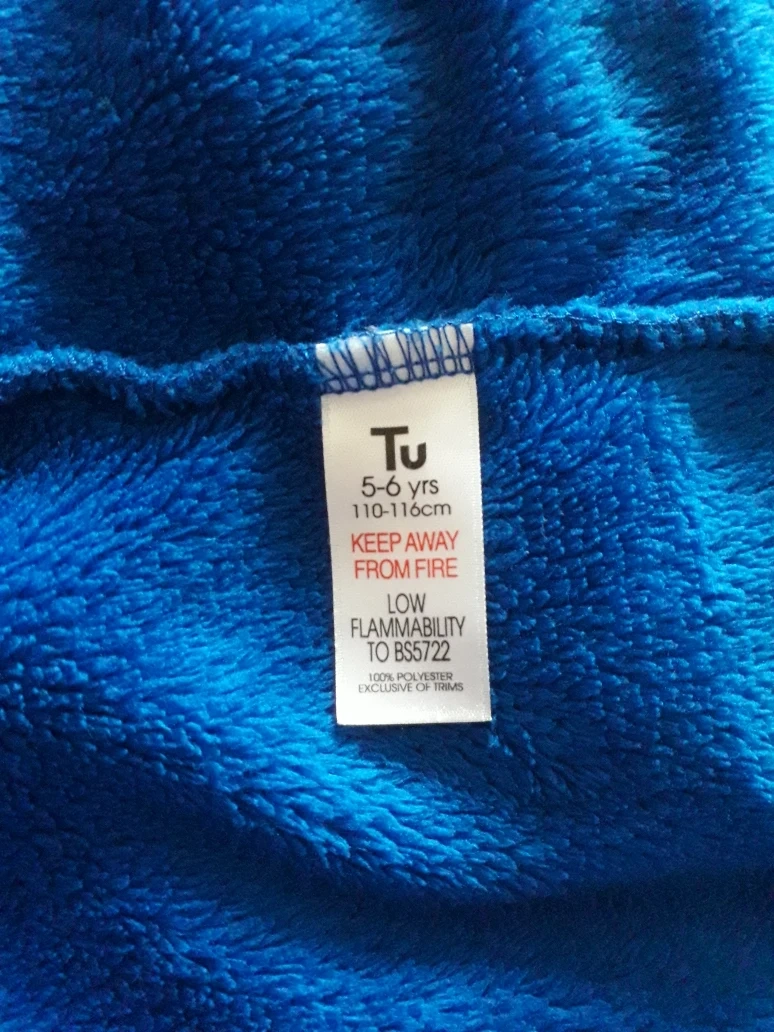 Tu
5-6 yrs
110-116cm
KEEP AWAY
FROM FIRE
LOW
FLAMMABILITY
TO BS5722
100% POLYESTER
EXCLUSIVE OF TRIMS